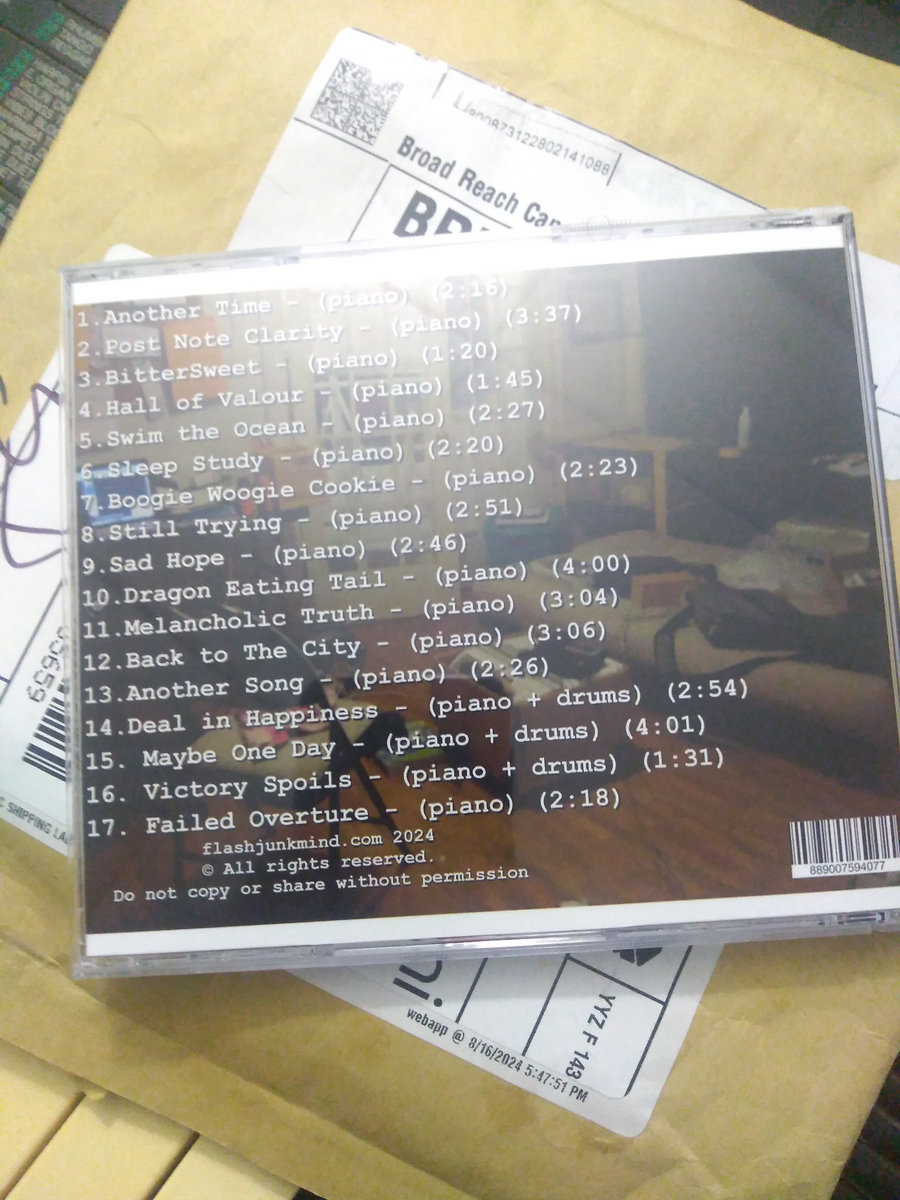 900873122802141088
Broad Reach
1.Another Time - (piano) (2:16)
2.Post Note Clarity - (piano) (3:37)
3.BitterSweet - (piano) (1:20)
4.Hall of Valour - (piano) (1:45)
5.Swim the Ocean - (piano) (2:27)
6.Sleep Study - (piano) (2:20)
7.Boogie Woogie Cookie - (piano) (2:23)
8.Still Trying - (piano) (2:51)
9.Sad Hope - (piano) (2:46)
10.Dragon Eating Tail - (piano) (4:00)
11.Melancholic Truth - (piano) (3:04)
12.Back to The City - (piano) (3:06)
13.Another Song - (piano) (2:26)
14.Deal in Happiness - (piano + drums) (2:54)
15. Maybe One Day - (piano + drums) (4:01)
16. Victory Spoils - (piano + drums) (1:31)
17. Failed Overture - (piano) (2:18)
flashjunkmind.com 2024
© All rights reserved.
Do not copy or share without permission
889007594077
SHIPPING
webapp @ 8/16/2024 5:47:51 PM
YYZ F 143